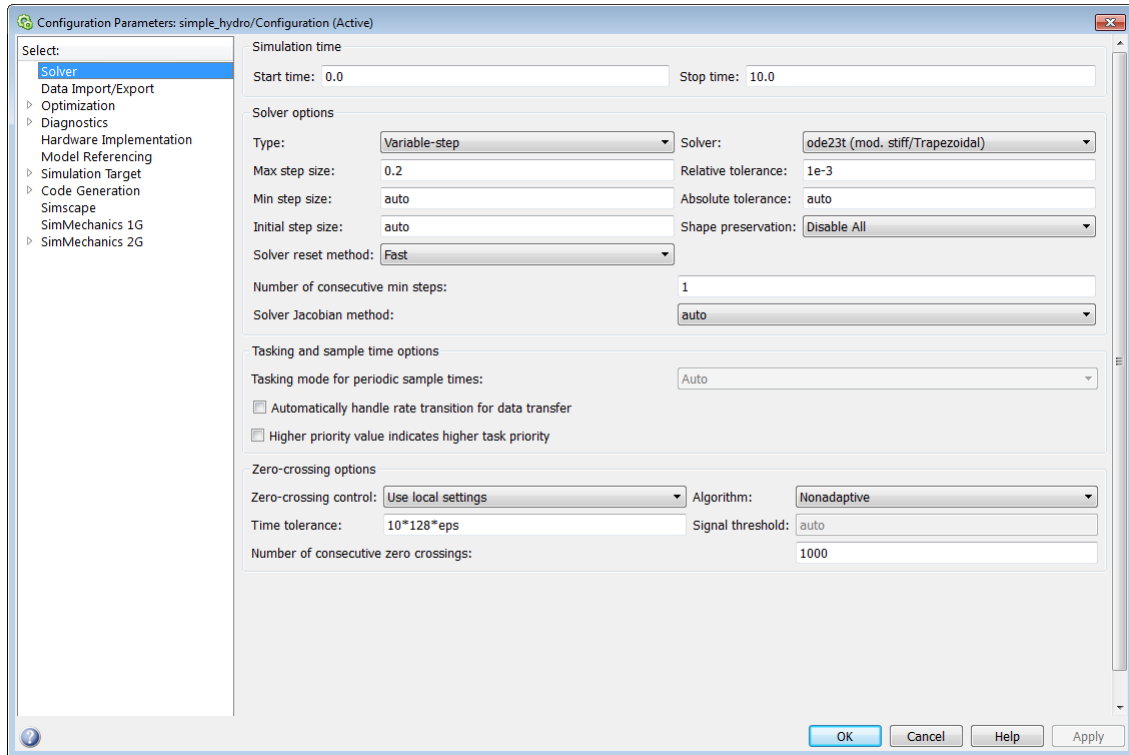 Configuration Parameters: simple_hydro/Configuration (Active)
Select:
Solver
Data Import/Export
Optimization
Diagnostics
Hardware Implementation
Model Referencing
Simulation Target
Code Generation
Simscape
SimMechanics 1G
SimMechanics 2G
Simulation time
Start time: 0.0 Stop time: 10.0
Solver options
Type: Variable-step Solver: ode23t (mod. stiff/Trapezoidal)
Max step size: 0.2 Relative tolerance: 1e-3
Min step size: auto Absolute tolerance: auto
Initial step size: auto Shape preservation: Disable All
Solver reset method: Fast
Number of consecutive min steps: 1
Solver Jacobian method: auto
Tasking and sample time options
Tasking mode for periodic sample times: Auto
Automatically handle rate transition for data transfer
Higher priority value indicates higher task priority
Zero-crossing options
Zero-crossing control: Use local settings Algorithm: Nonadaptive
Time tolerance: 10*128*eps Signal threshold: auto
Number of consecutive zero crossings: 1000
OK Cancel Help Apply